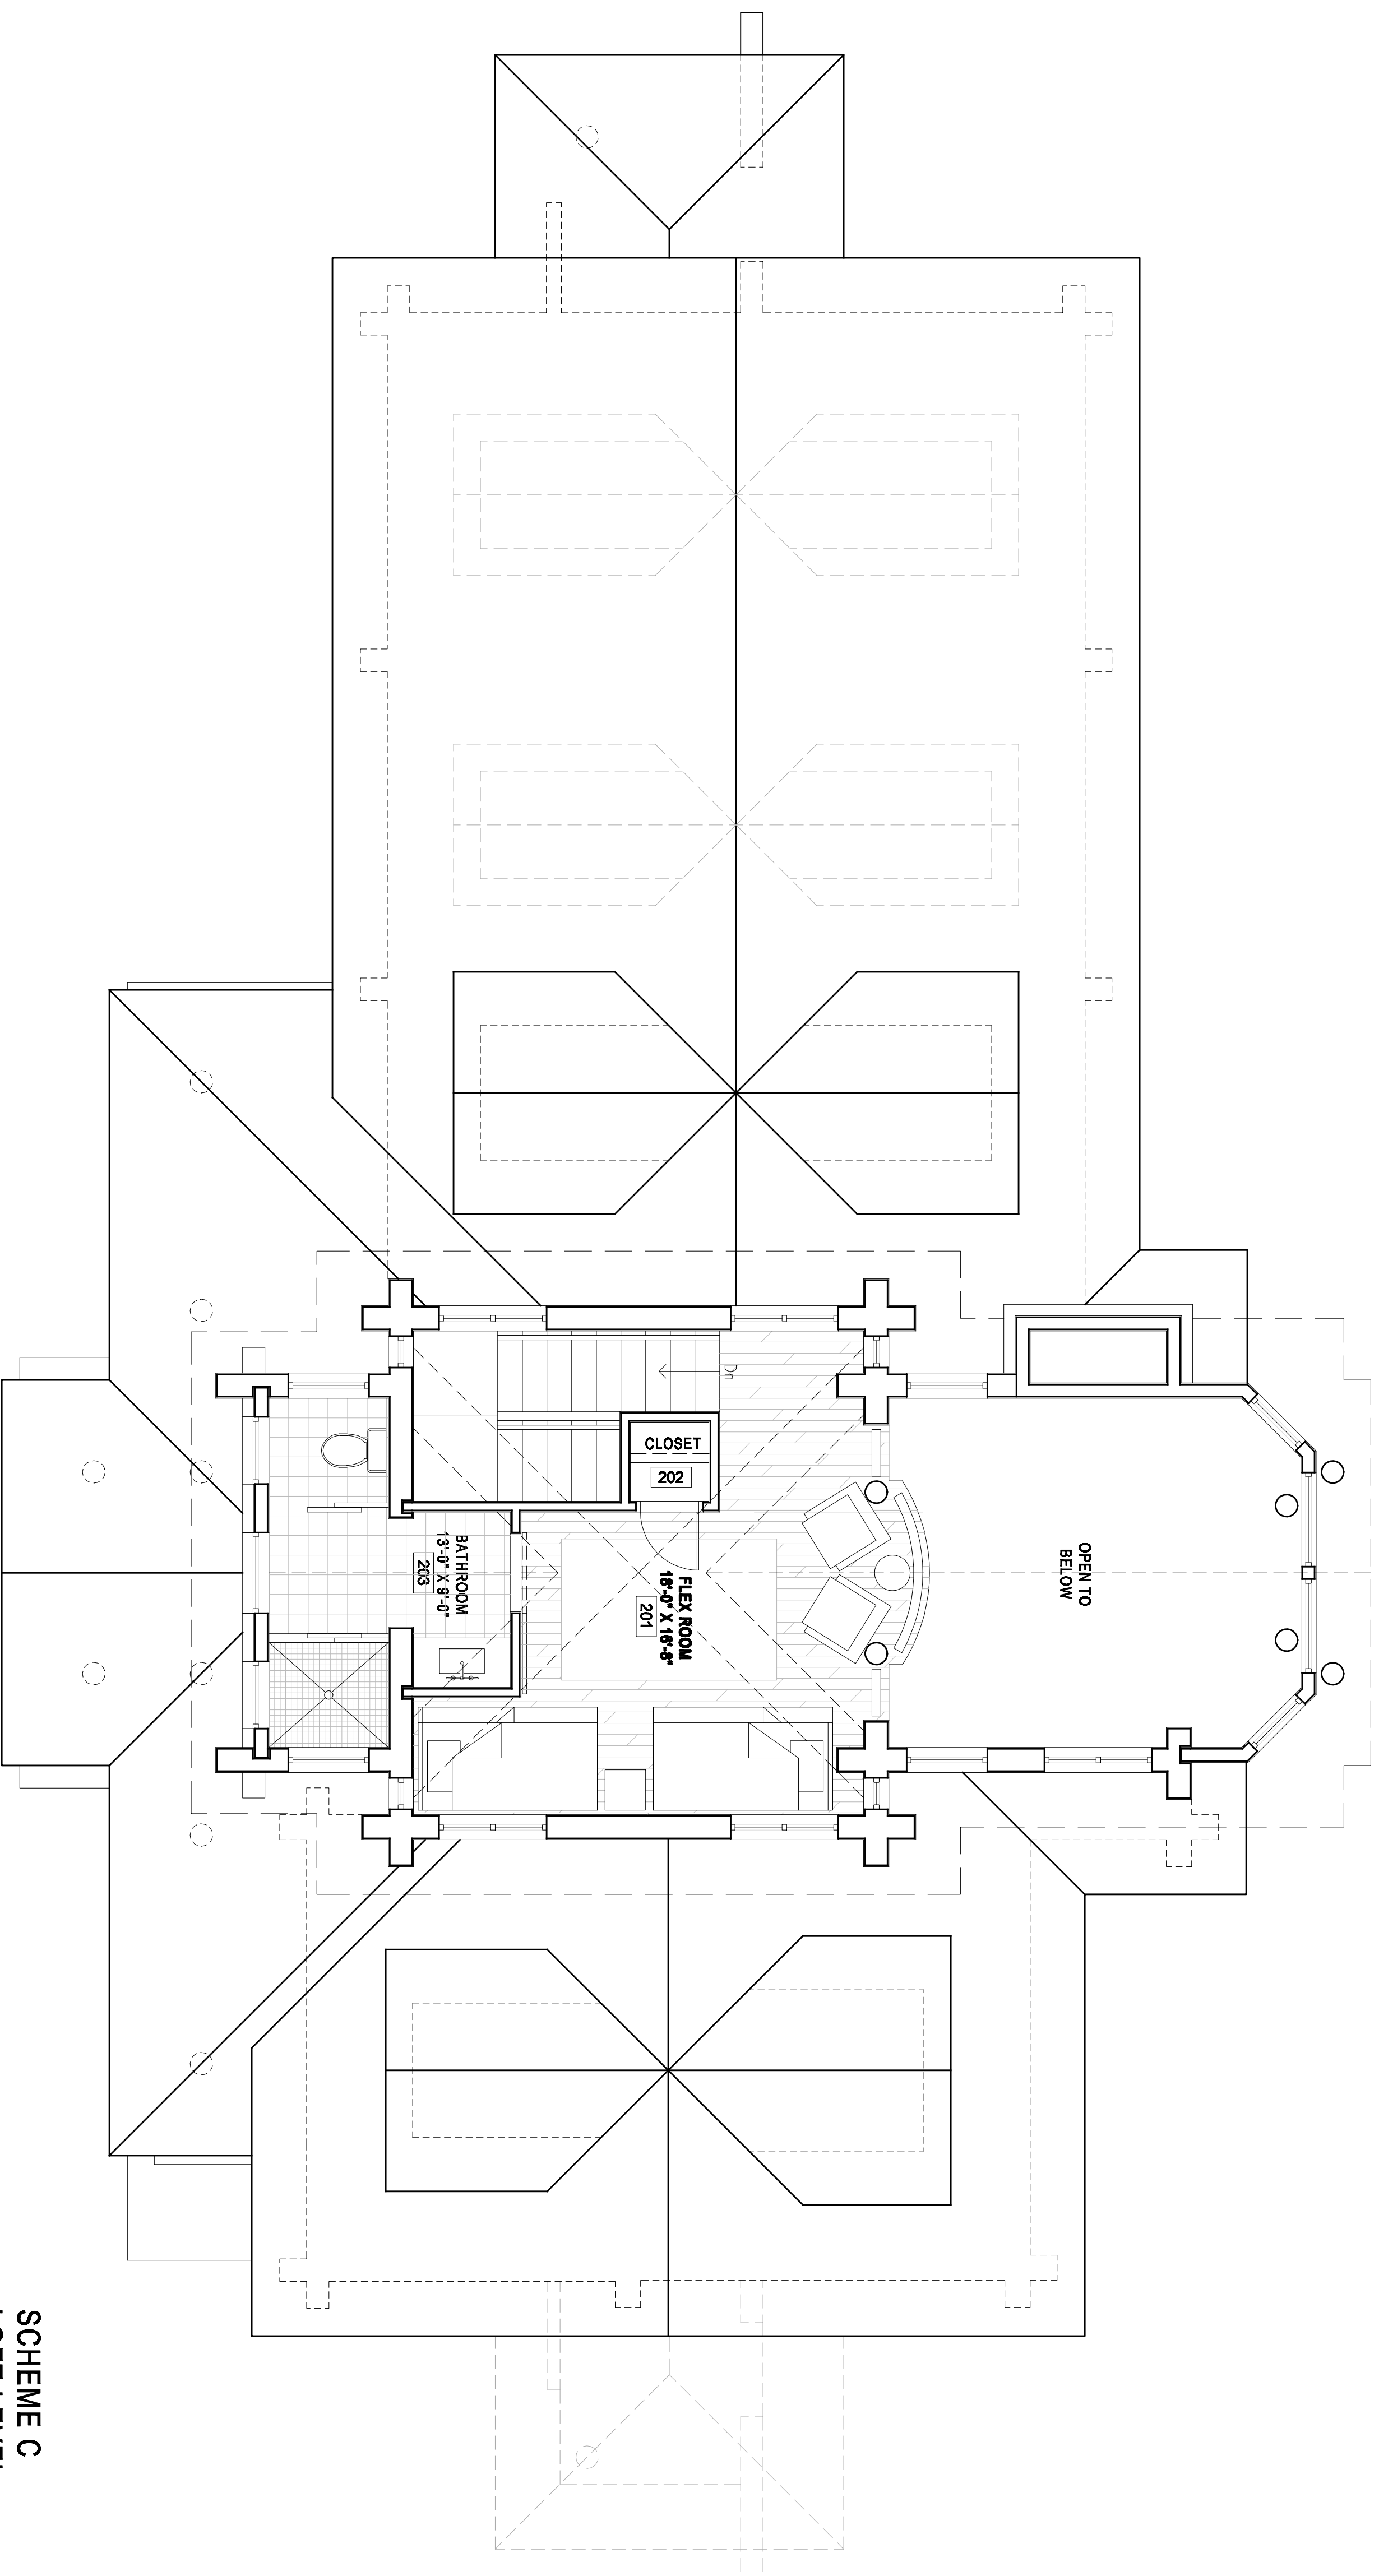 OPEN TO
BELOW
Dn
CLOSET
202
FLEX ROOM
18'-0" X 16'-8"
201
BATHROOM
13'-0" X 9'-0"
203
SCHEME C